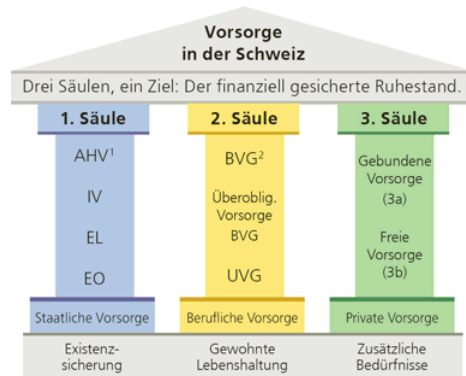 Vorsorge
in der Schweiz
Drei Säulen, ein Ziel: Der finanziell gesicherte Ruhestand.
1. Säule
AHV¹
IV
EL
EO
Staatliche Vorsorge
Existenz-
sicherung
2. Säule
BVG²
Überoblig.
Vorsorge
BVG
UVG
Berufliche Vorsorge
Gewohnte
Lebenshaltung
3. Säule
Gebundene
Vorsorge
(3a)
Freie
Vorsorge
(3b)
Private Vorsorge
Zusätzliche
Bedürfnisse